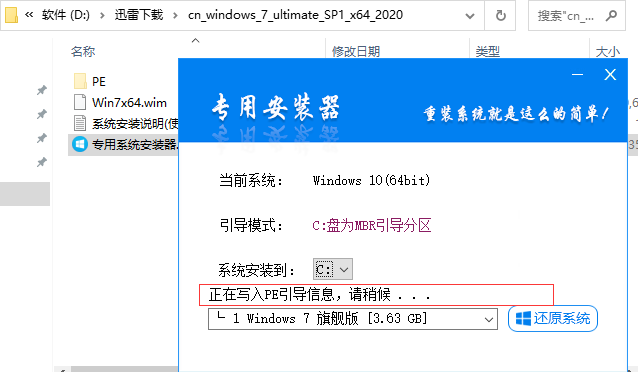 « 软件 (D:) › 迅雷下载 › cn_windows_7_ultimate_SP1_x64_2020
搜索"cn_...
名称 修改日期 类型 大小
PE
Win7x64.wim
系统安装说明(使
专用系统安装器.
专用安装器
重装系统就是这么的简单！
当前系统： Windows 10(64bit)
引导模式： C:盘为MBR引导分区
系统安装到： C:
正在写入PE引导信息，请稍候 . . .
└ 1 Windows 7 旗舰版 [3.63 GB]
还原系统